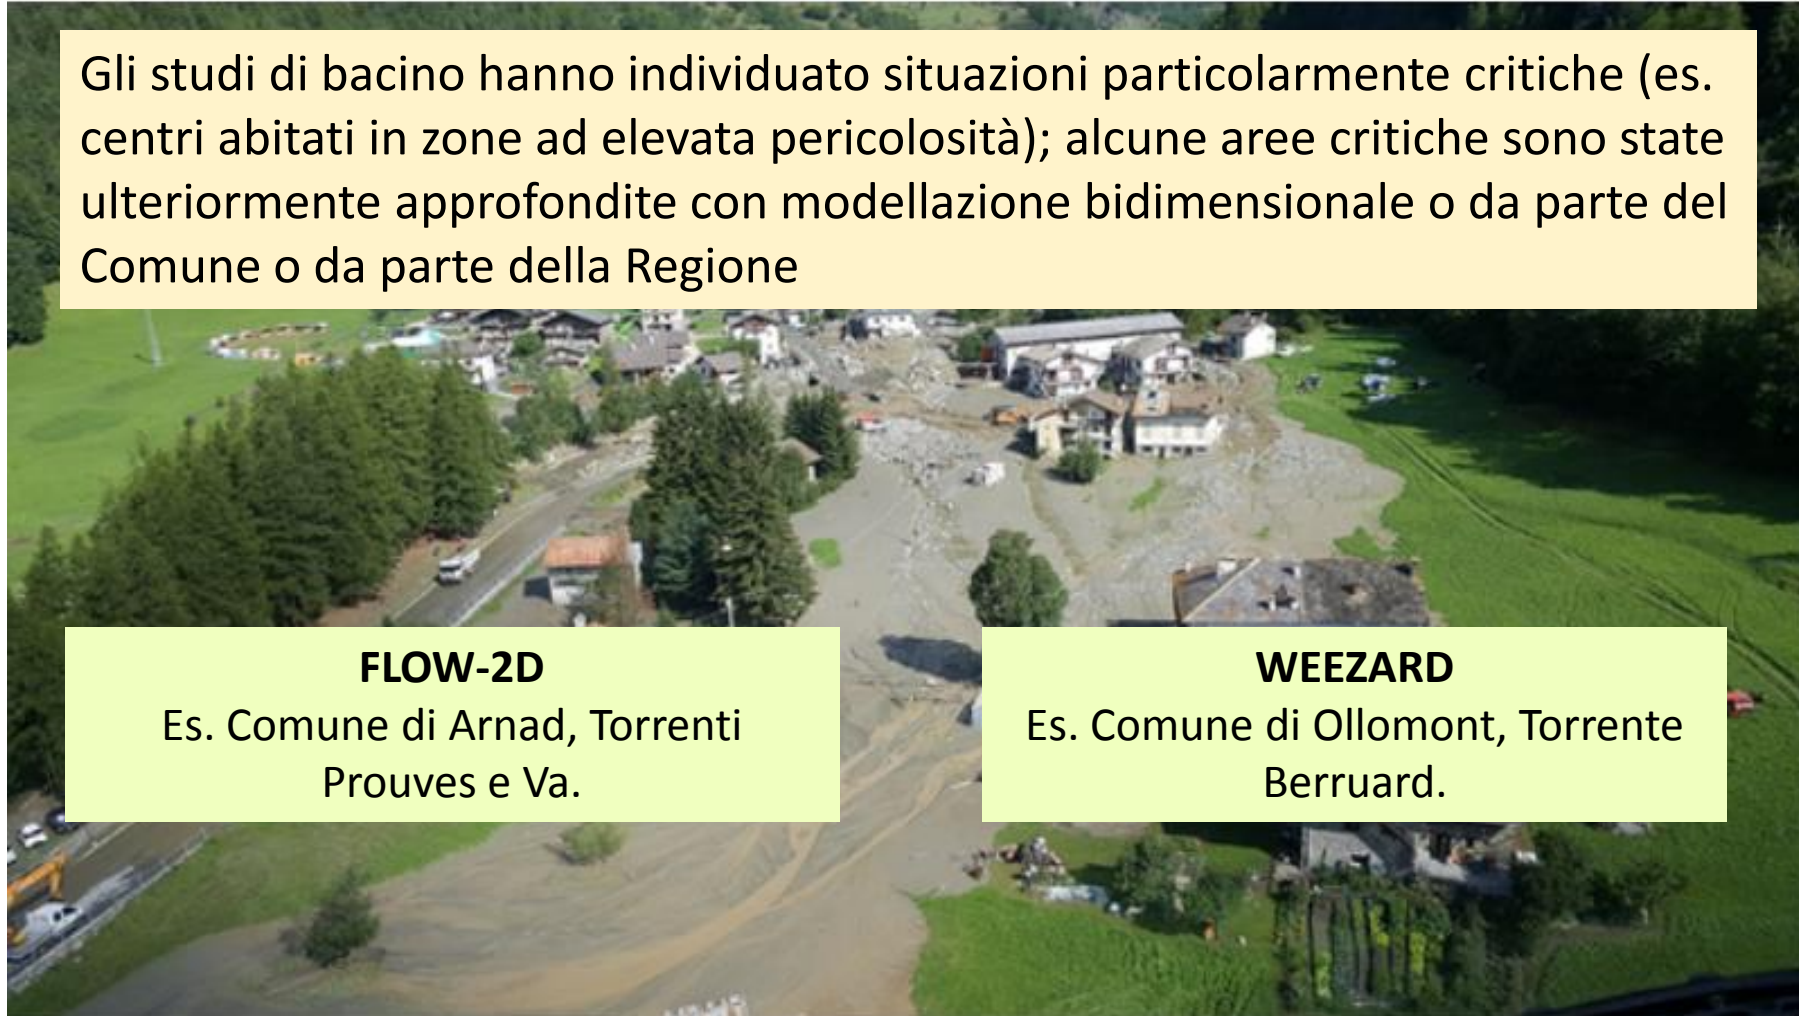 Gli studi di bacino hanno individuato situazioni particolarmente critiche (es.
centri abitati in zone ad elevata pericolosità); alcune aree critiche sono state
ulteriormente approfondite con modellazione bidimensionale o da parte del
Comune o da parte della Regione
FLOW-2D
Es. Comune di Arnad, Torrenti
Prouves e Va.
WEEZARD
Es. Comune di Ollomont, Torrente
Berruard.